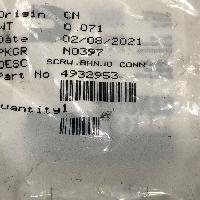 Origin CN
WT 0.071
Date 02/08/2021
PKGR N0397
DESC SCRW,BNJO CONN
Part No 4932953
Quantity 1